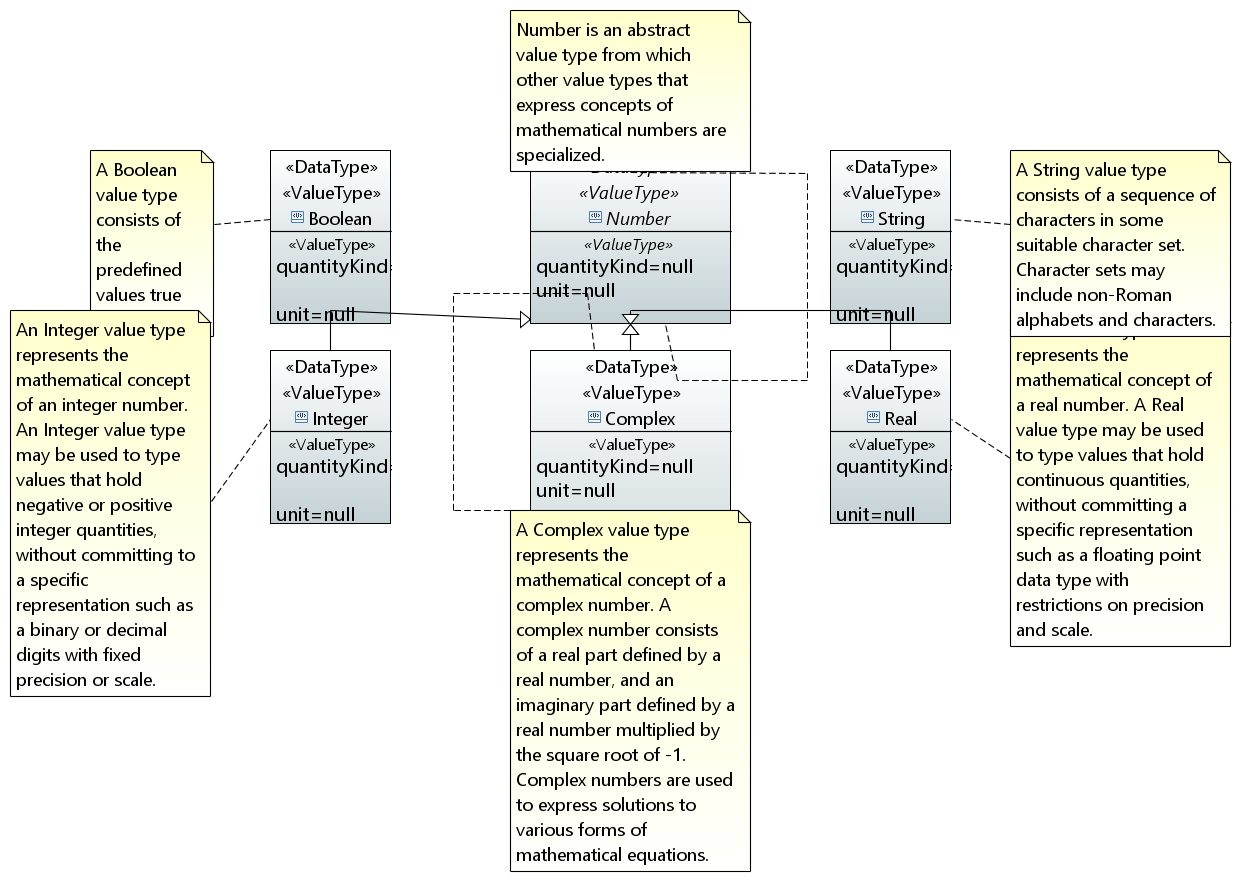 Number is an abstract
value type from which
other value types that
express concepts of
mathematical numbers are
specialized.
A Boolean
value type
consists of
the
predefined
values true
«DataType»
«ValueType»
Boolean
«ValueType»
quantityKind=
unit=null
«ValueType»
Number
«ValueType»
quantityKind=null
unit=null
«DataType»
«ValueType»
String
«ValueType»
quantityKind=
unit=null
A String value type
consists of a sequence of
characters in some
suitable character set.
Character sets may
include non-Roman
alphabets and characters.
An Integer value type
represents the
mathematical concept
of an integer number.
An Integer value type
may be used to type
values that hold
negative or positive
integer quantities,
without committing to
a specific
representation such as
a binary or decimal
digits with fixed
precision or scale.
«DataType»
«ValueType»
Integer
«ValueType»
quantityKind=
unit=null
«DataType»
«ValueType»
Complex
«ValueType»
quantityKind=null
unit=null
«DataType»
«ValueType»
Real
«ValueType»
quantityKind=
unit=null
represents the
mathematical concept of
a real number. A Real
value type may be used
to type values that hold
continuous quantities,
without committing a
specific representation
such as a floating point
data type with
restrictions on precision
and scale.
A Complex value type
represents the
mathematical concept of a
complex number. A
complex number consists
of a real part defined by a
real number, and an
imaginary part defined by a
real number multiplied by
the square root of -1.
Complex numbers are used
to express solutions to
various forms of
mathematical equations.